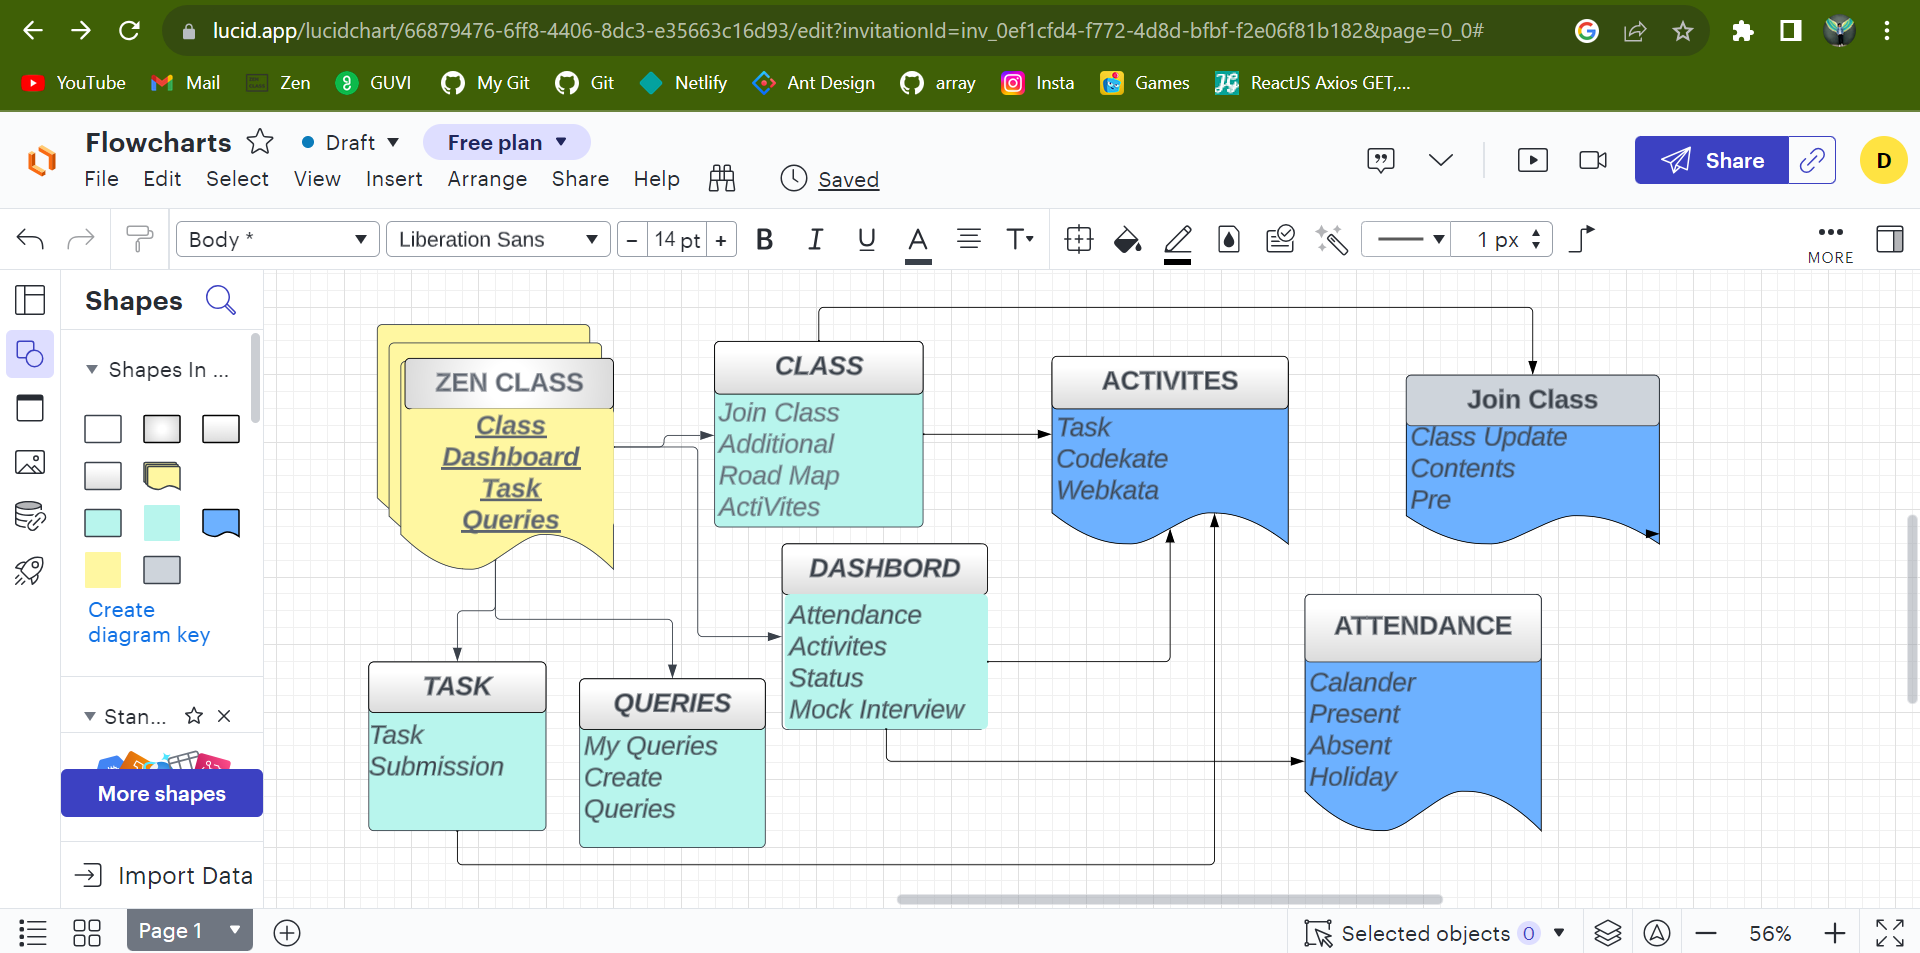 lucid.app/lucidchart/66879476-6ff8-4406-8dc3-e35663c16d93/edit?invitationId=inv_0ef1cfd4-f772-4d8d-bfbf-f2e06f81b182&page=0_0#
YouTube Mail Zen GUVI My Git Git Netlify Ant Design array Insta Games ReactJS Axios GET,...
Flowcharts Draft Free plan
File Edit Select View Insert Arrange Share Help Saved
Share D
Body * Liberation Sans − 14 pt + B I U A T 1 px MORE
Shapes
Shapes In ...
Create
diagram key
Stan...
More shapes
Import Data
ZEN CLASS
Class
Dashboard
Task
Queries
CLASS
Join Class
Additional
Road Map
ActiVites
ACTIVITES
Task
Codekate
Webkata
Join Class
Class Update
Contents
Pre
DASHBORD
Attendance
Activites
Status
Mock Interview
ATTENDANCE
Calander
Present
Absent
Holiday
TASK
Task
Submission
QUERIES
My Queries
Create
Queries
Page 1 Selected objects 0 56%